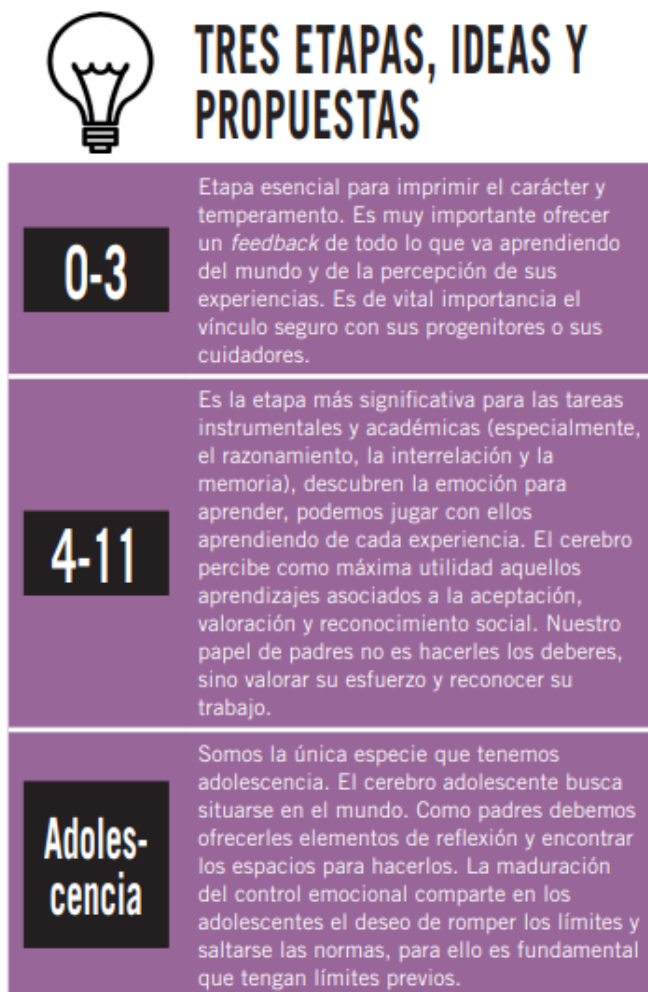 TRES ETAPAS, IDEAS Y
PROPUESTAS
0-3
Etapa esencial para imprimir el carácter y
temperamento. Es muy importante ofrecer
un feedback de todo lo que va aprendiendo
del mundo y de la percepción de sus
experiencias. Es de vital importancia el
vínculo seguro con sus progenitores o sus
cuidadores.
4-11
Es la etapa más significativa para las tareas
instrumentales y académicas (especialmente,
el razonamiento, la interrelación y la
memoria), descubren la emoción para
aprender, podemos jugar con ellos
aprendiendo de cada experiencia. El cerebro
percibe como máxima utilidad aquellos
aprendizajes asociados a la aceptación,
valoración y reconocimiento social. Nuestro
papel de padres no es hacerles los deberes,
sino valorar su esfuerzo y reconocer su
trabajo.
Adoles-
cencia
Somos la única especie que tenemos
adolescencia. El cerebro adolescente busca
situarse en el mundo. Como padres debemos
ofrecerles elementos de reflexión y encontrar
los espacios para hacerlos. La maduración
del control emocional comparte en los
adolescentes el deseo de romper los límites y
saltarse las normas, para ello es fundamental
que tengan límites previos.